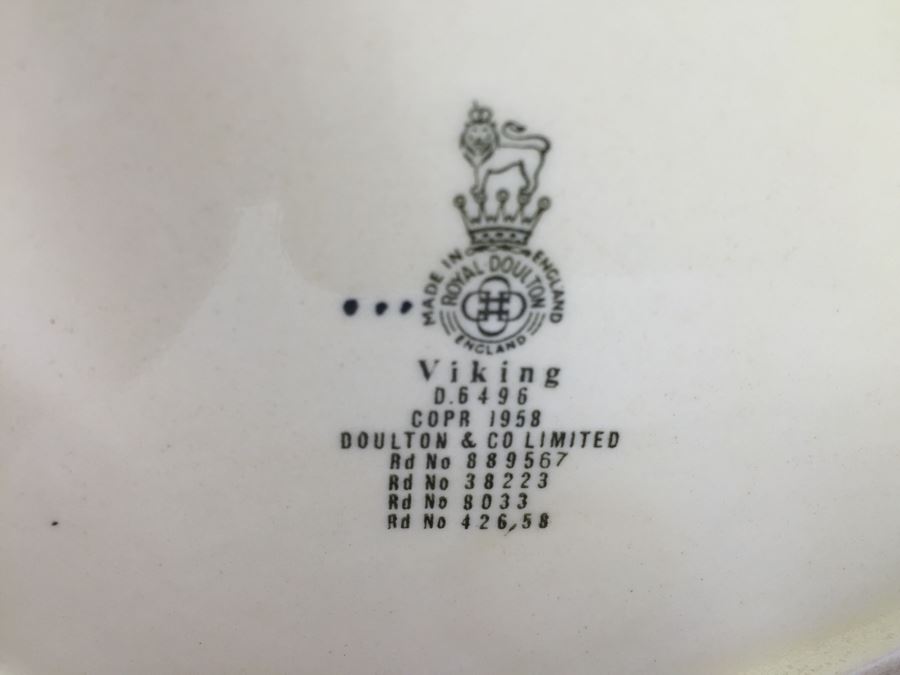 MADE IN ENGLAND
ROYAL DOULTON
ENGLAND
Viking
D.6496
COPR 1958
DOULTON & CO LIMITED
Rd No 889567
Rd No 38223
Rd No 8033
Rd No 426,58